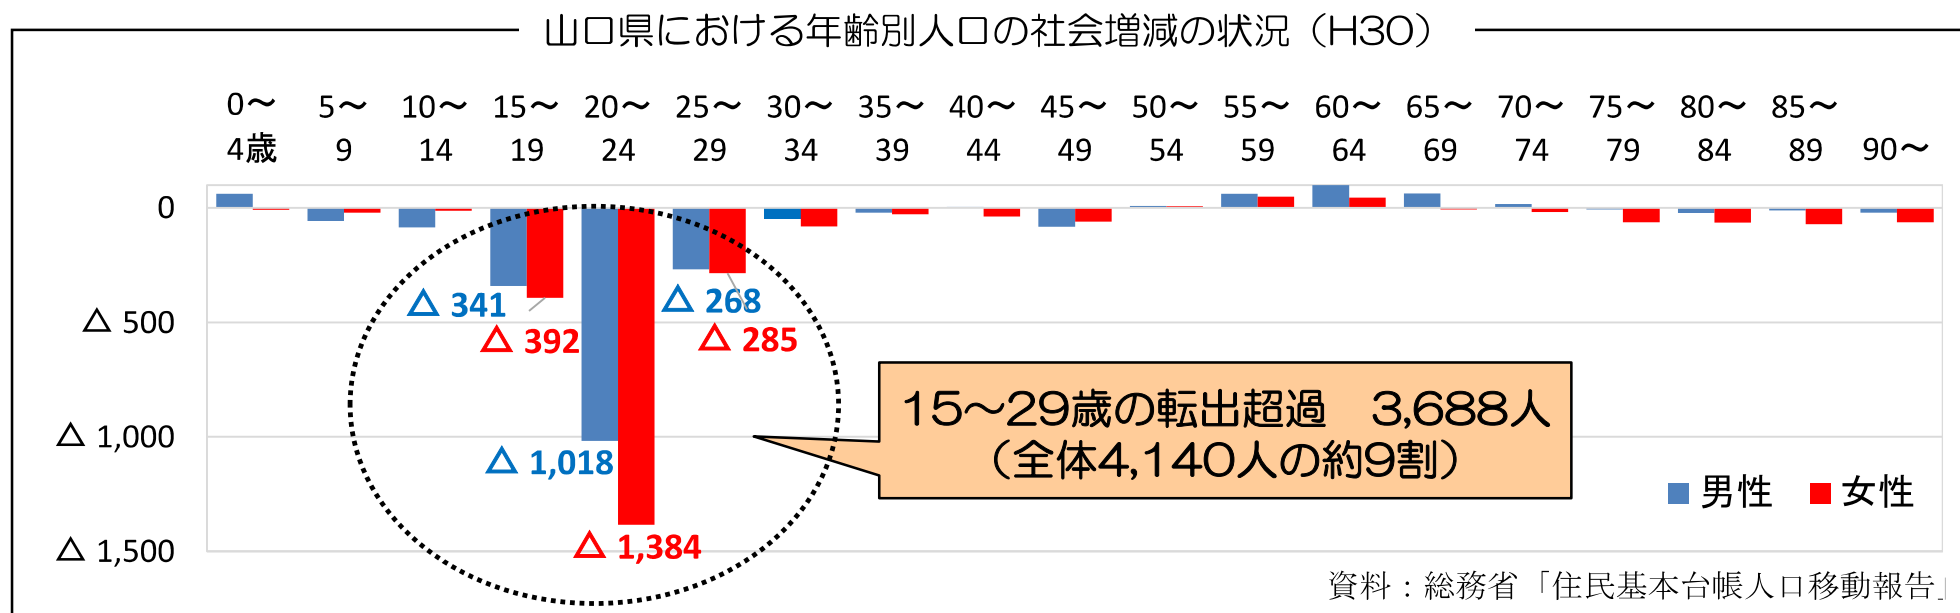 山口県における年齢別人口の社会増減の状況（H30）
0～ 5～ 10～ 15～ 20～ 25～ 30～ 35～ 40～ 45～ 50～ 55～ 60～ 65～ 70～ 75～ 80～ 85～
4歳 9 14 19 24 29 34 39 44 49 54 59 64 69 74 79 84 89 90～
0
△ 341
△ 268
△ 500
△ 392
△ 285
15～29歳の転出超過　3,688人
△ 1,000
（全体4,140人の約9割）
△ 1,018
男性 女性
△ 1,384
△ 1,500
資料：総務省「住民基本台帳人口移動報告」